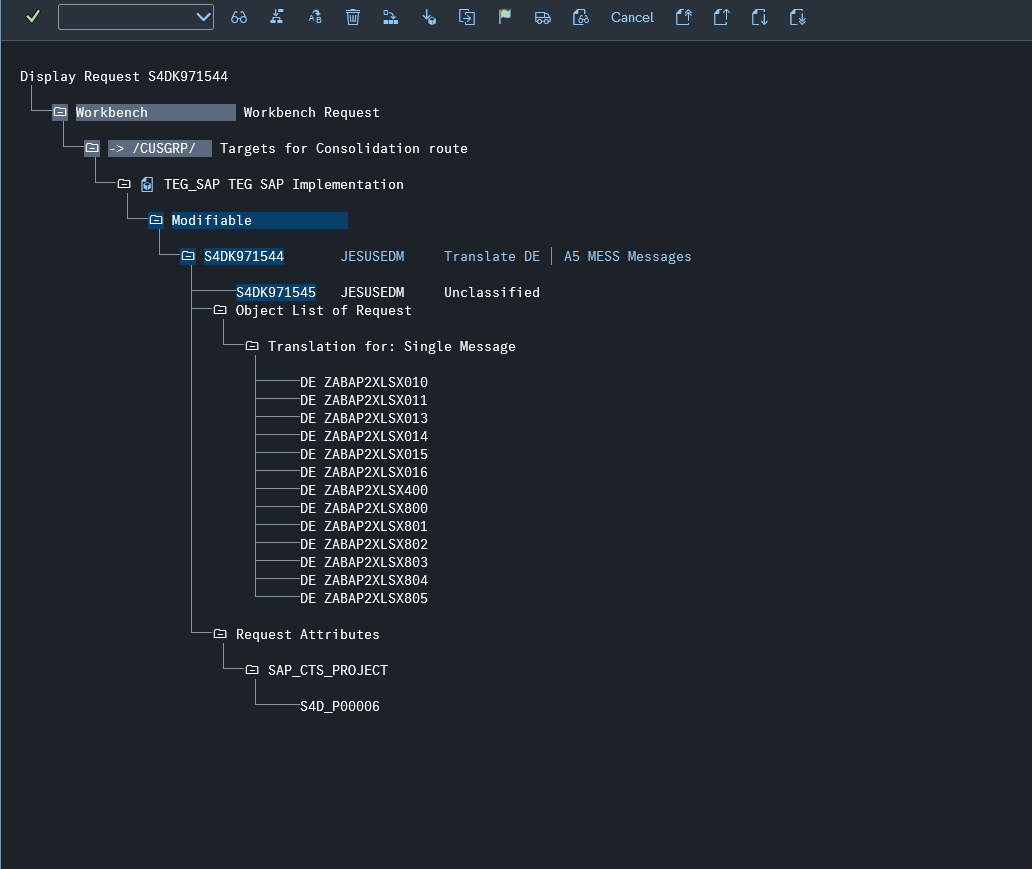 Cancel
Display Request S4DK971544
Workbench Workbench Request
-> /CUSGRP/ Targets for Consolidation route
TEG_SAP TEG SAP Implementation
Modifiable
S4DK971544 JESUSEDM Translate DE | A5 MESS Messages
S4DK971545 JESUSEDM Unclassified
Object List of Request
Translation for: Single Message
DE ZABAP2XLSX010
DE ZABAP2XLSX011
DE ZABAP2XLSX013
DE ZABAP2XLSX014
DE ZABAP2XLSX015
DE ZABAP2XLSX016
DE ZABAP2XLSX400
DE ZABAP2XLSX800
DE ZABAP2XLSX801
DE ZABAP2XLSX802
DE ZABAP2XLSX803
DE ZABAP2XLSX804
DE ZABAP2XLSX805
Request Attributes
SAP_CTS_PROJECT
S4D_P00006